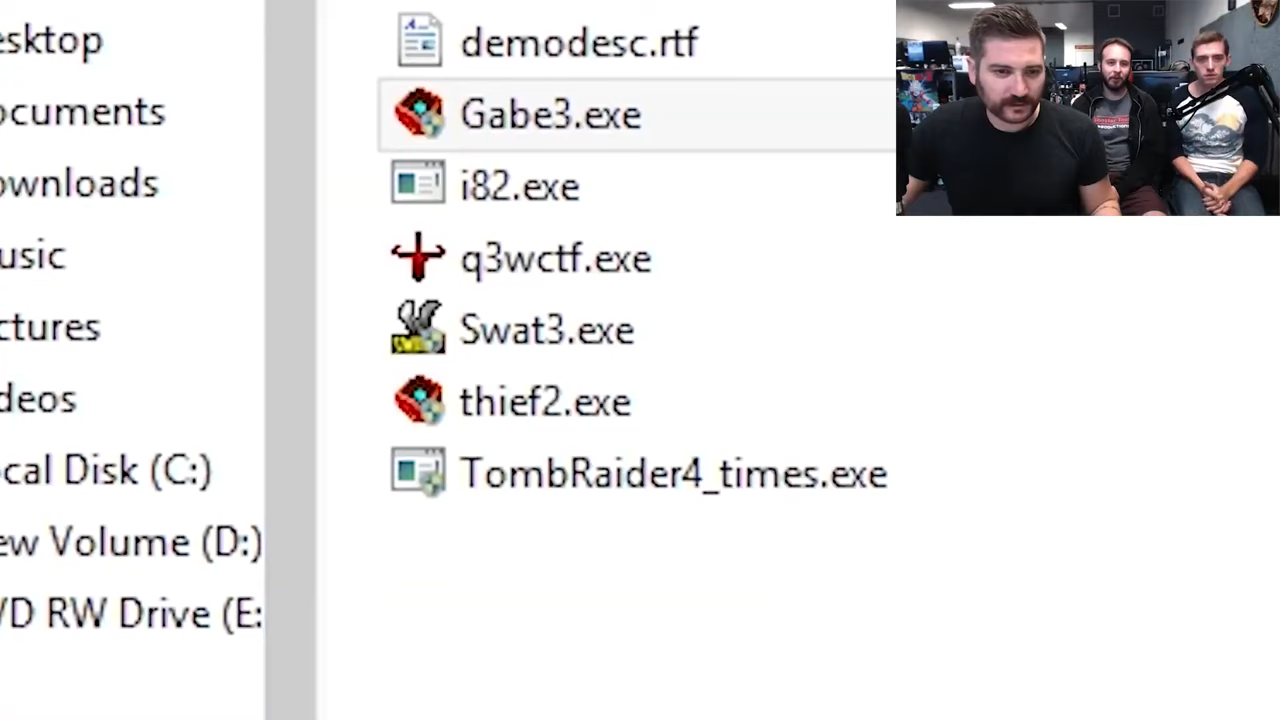 esktop
ocuments
ownloads
usic
ctures
deos
ocal Disk (C:)
ew Volume (D:)
VD RW Drive (E:
demodesc.rtf
Gabe3.exe
i82.exe
q3wctf.exe
Swat3.exe
thief2.exe
TombRaider4_times.exe